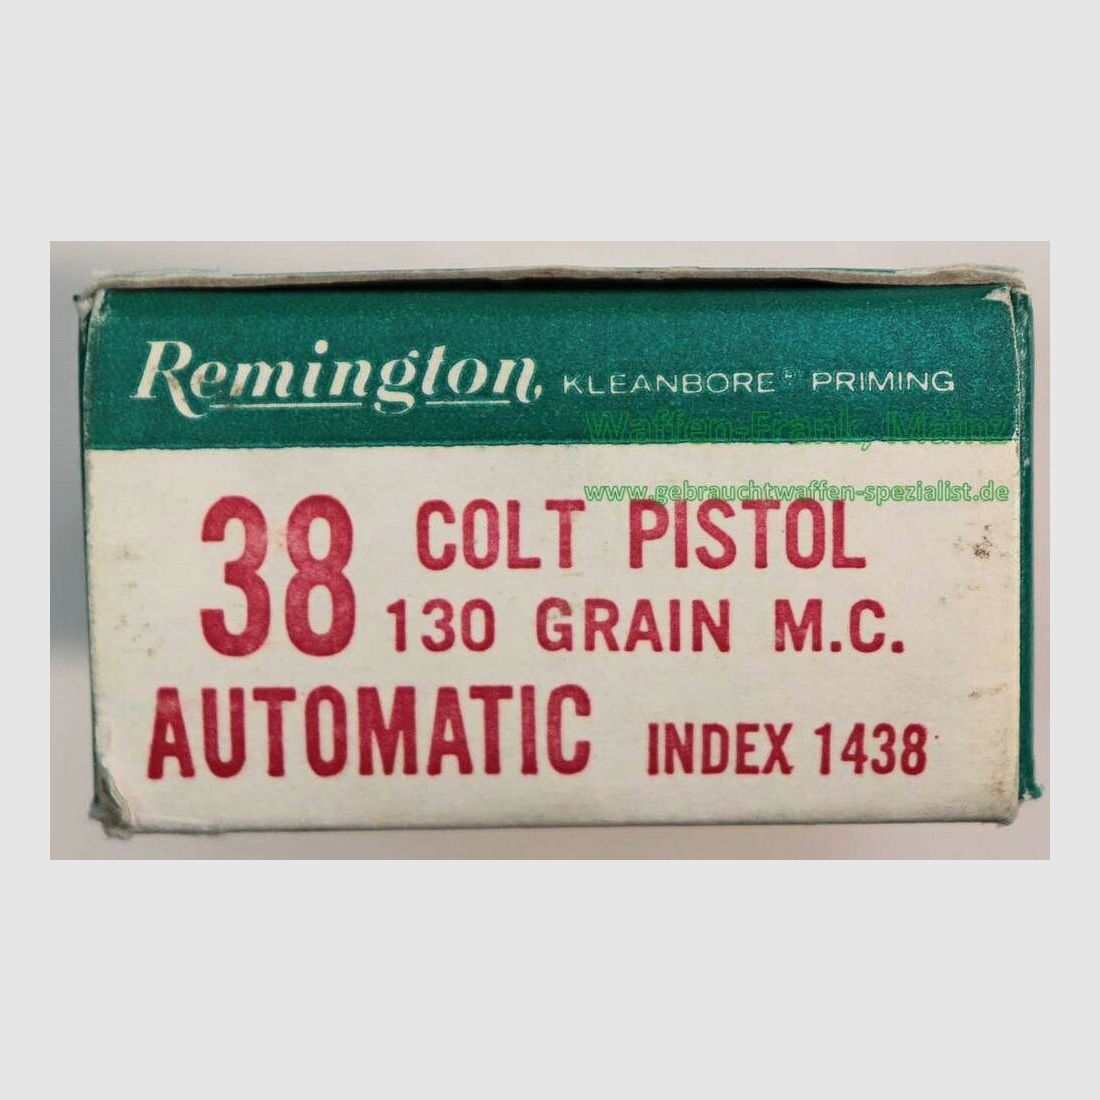 Remington, KLEANBORE® PRIMING
Waffen-Frank, Mainz
www.gebrauchtwaffen-spezialist.de
38 COLT PISTOL
130 GRAIN M.C.
AUTOMATIC INDEX 1438